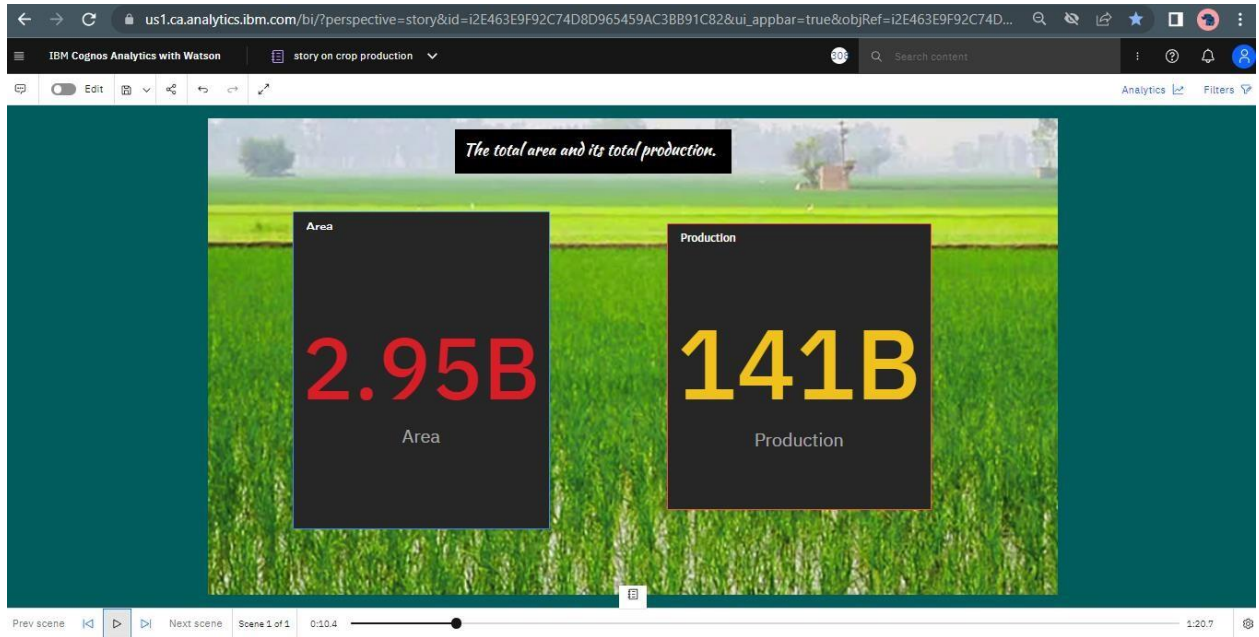 us1.ca.analytics.ibm.com/bi/?perspective=story&id=i2E463E9F92C74D8D965459AC3BB91C82&ui_appbar=true&objRef=i2E463E9F92C74D...
IBM Cognos Analytics with Watson story on crop production Search content
Edit Analytics Filters
The total area and its total production.
Area
Production
2.95B
141B
Area
Production
Prev scene Next scene Scene 1 of 1 0:10.4 1:20.7